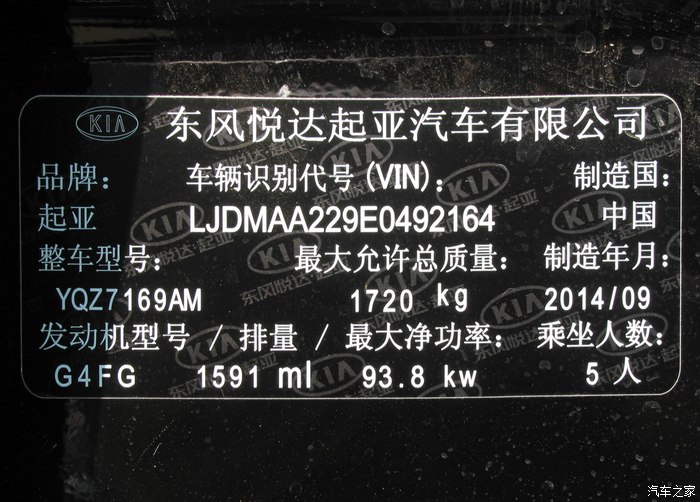 KIA 东风悦达起亚汽车有限公司
品牌： 车辆识别代号(VIN)： 制造国：
起亚 LJDMAA229E0492164 中国
整车型号： 最大允许总质量： 制造年月：
YQZ7169AM 1720 kg 2014/09
发动机型号 / 排量 / 最大净功率： 乘坐人数：
G4FG 1591 ml 93.8 kw 5 人
汽车之家